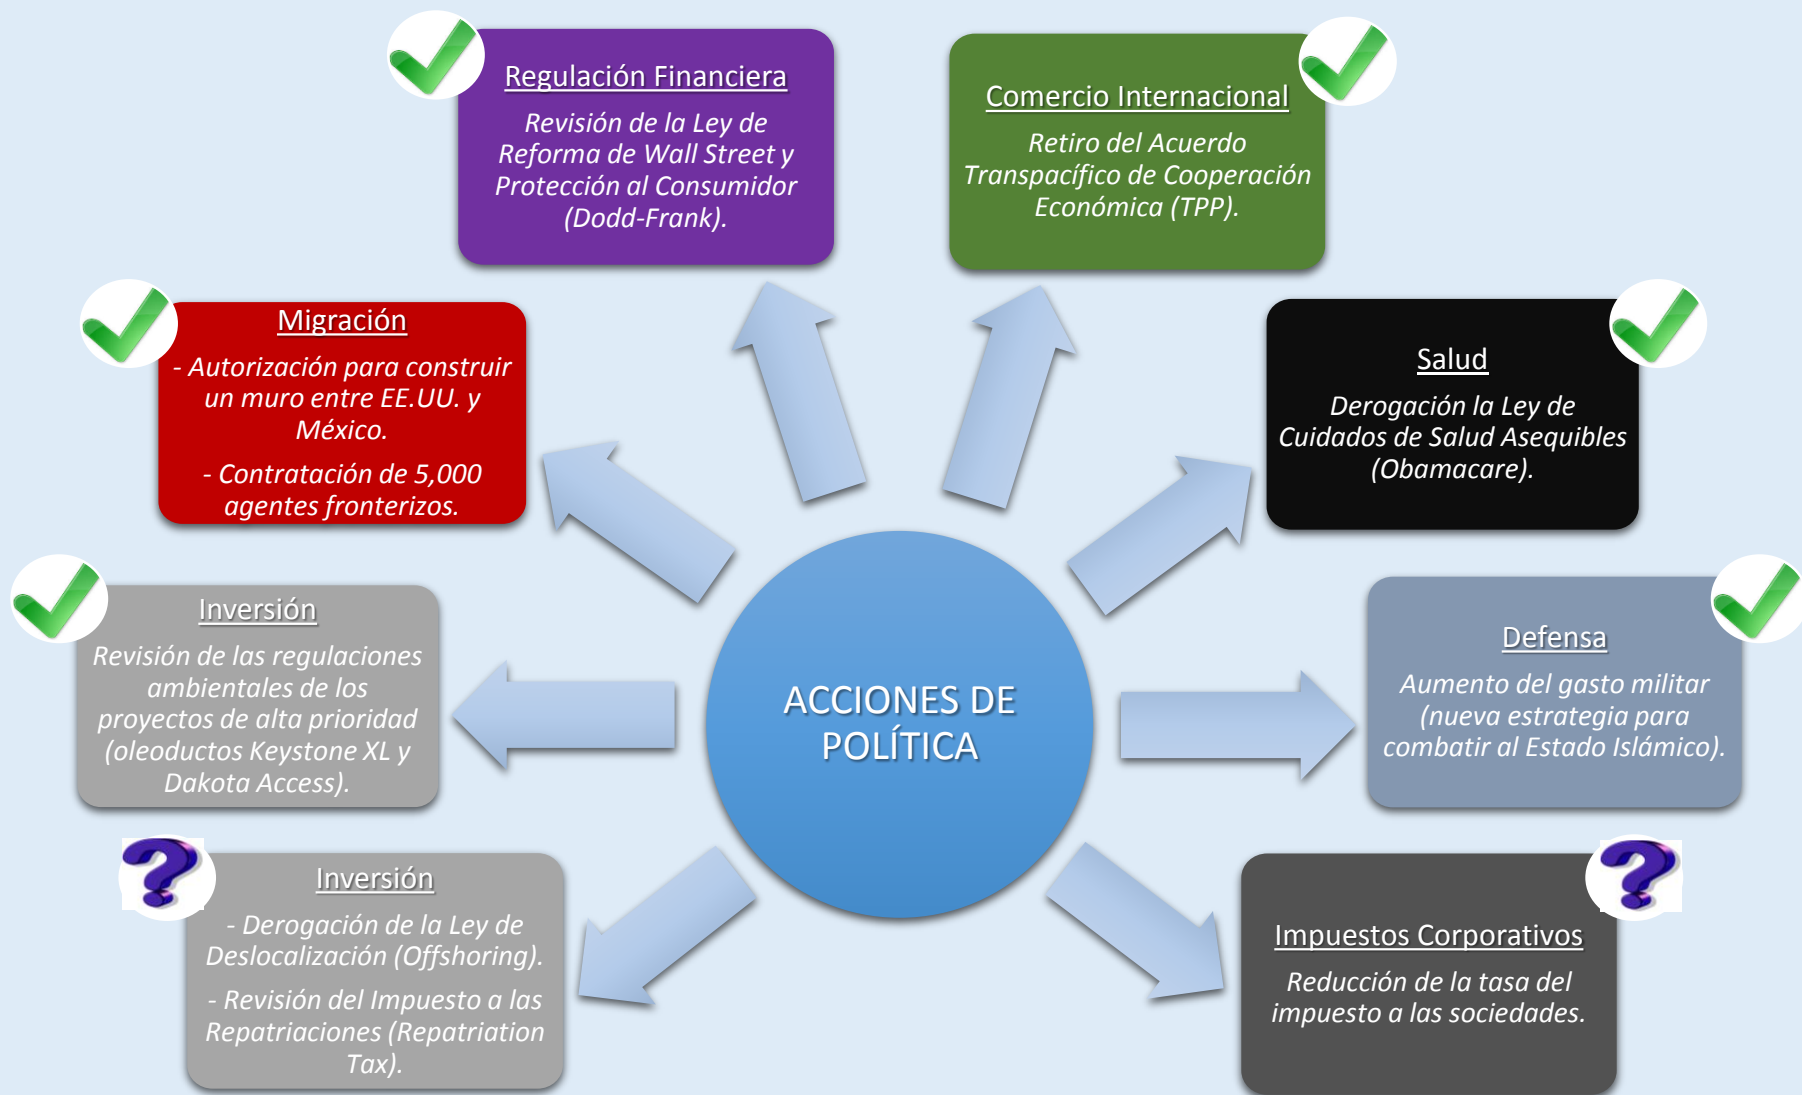 Regulación Financiera
Revisión de la Ley de
Reforma de Wall Street y
Protección al Consumidor
(Dodd-Frank).
Comercio Internacional
Retiro del Acuerdo
Transpacífico de Cooperación
Económica (TPP).
Migración
- Autorización para construir
un muro entre EE.UU. y
México.
- Contratación de 5,000
agentes fronterizos.
Salud
Derogación la Ley de
Cuidados de Salud Asequibles
(Obamacare).
Inversión
Revisión de las regulaciones
ambientales de los
proyectos de alta prioridad
(oleoductos Keystone XL y
Dakota Access).
ACCIONES DE
POLÍTICA
Defensa
Aumento del gasto militar
(nueva estrategia para
combatir al Estado Islámico).
Inversión
- Derogación de la Ley de
Deslocalización (Offshoring).
- Revisión del Impuesto a las
Repatriaciones (Repatriation
Tax).
Impuestos Corporativos
Reducción de la tasa del
impuesto a las sociedades.